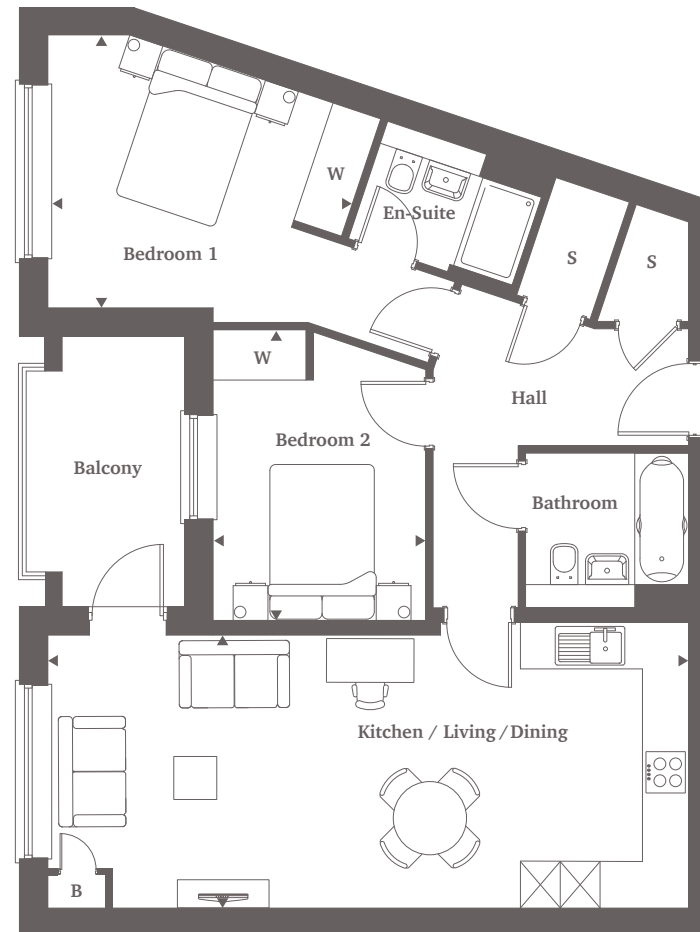 W
En-Suite
Bedroom 1
S
S
W
Hall
Bedroom 2
Balcony
Bathroom
Kitchen / Living / Dining
B